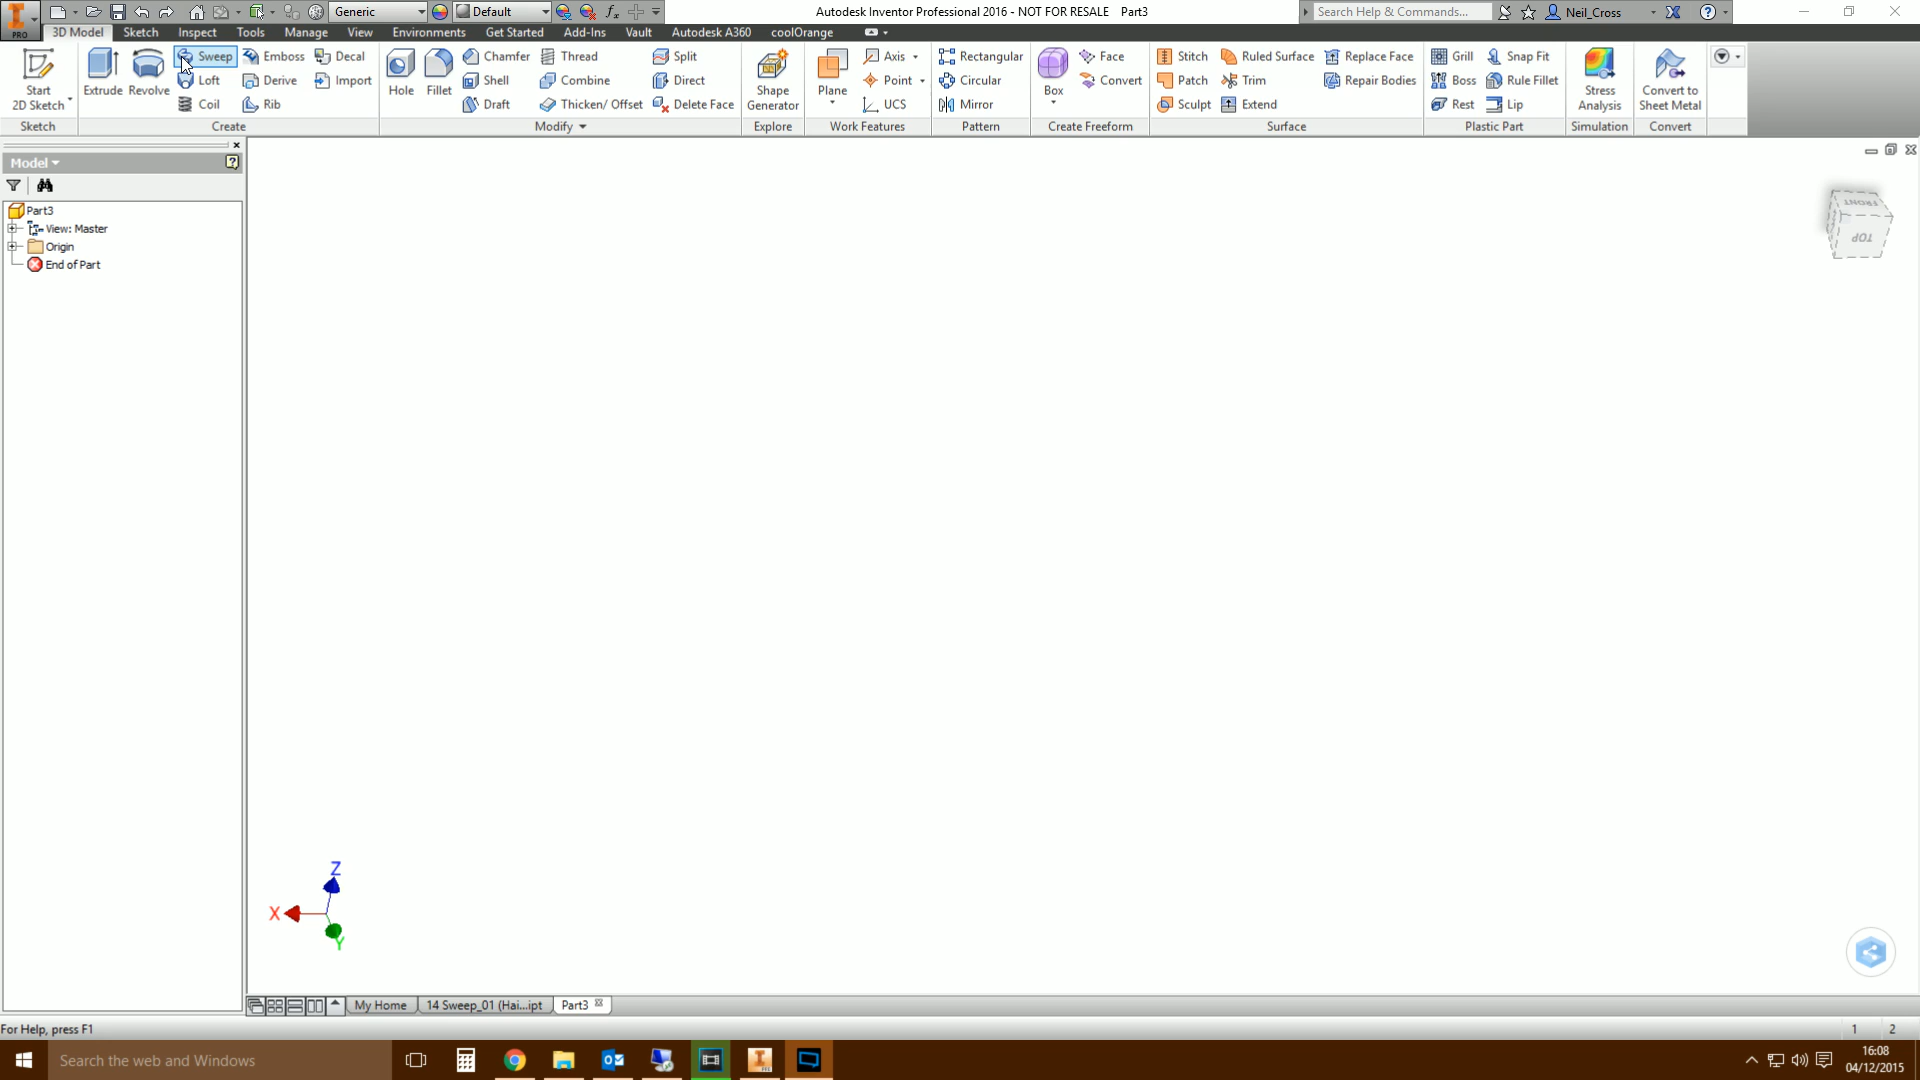 Generic Default Autodesk Inventor Professional 2016 - NOT FOR RESALE Part3 Search Help & Commands... Neil_Cross
PRO 3D Model Sketch Inspect Tools Manage View Environments Get Started Add-Ins Vault Autodesk A360 coolOrange
Start 2D Sketch
Sketch
Extrude Revolve Sweep Emboss Decal
Loft Derive Import
Coil Rib
Create
Hole Fillet Chamfer Thread Split
Shell Combine Direct
Draft Thicken/ Offset Delete Face
Modify
Shape Generator
Explore
Plane Axis
Point
UCS
Work Features
Rectangular
Circular
Mirror
Pattern
Box Face
Convert
Create Freeform
Stitch Ruled Surface Replace Face
Patch Trim Repair Bodies
Sculpt Extend
Surface
Grill Snap Fit
Boss Rule Fillet
Rest Lip
Plastic Part
Stress Analysis
Simulation
Convert to Sheet Metal
Convert
Model
Part3
View: Master
Origin
End of Part
FRONT
TOP
Z
X
Y
My Home 14 Sweep_01 (Hai...ipt Part3
For Help, press F1 1 2
Search the web and Windows
16:08
04/12/2015